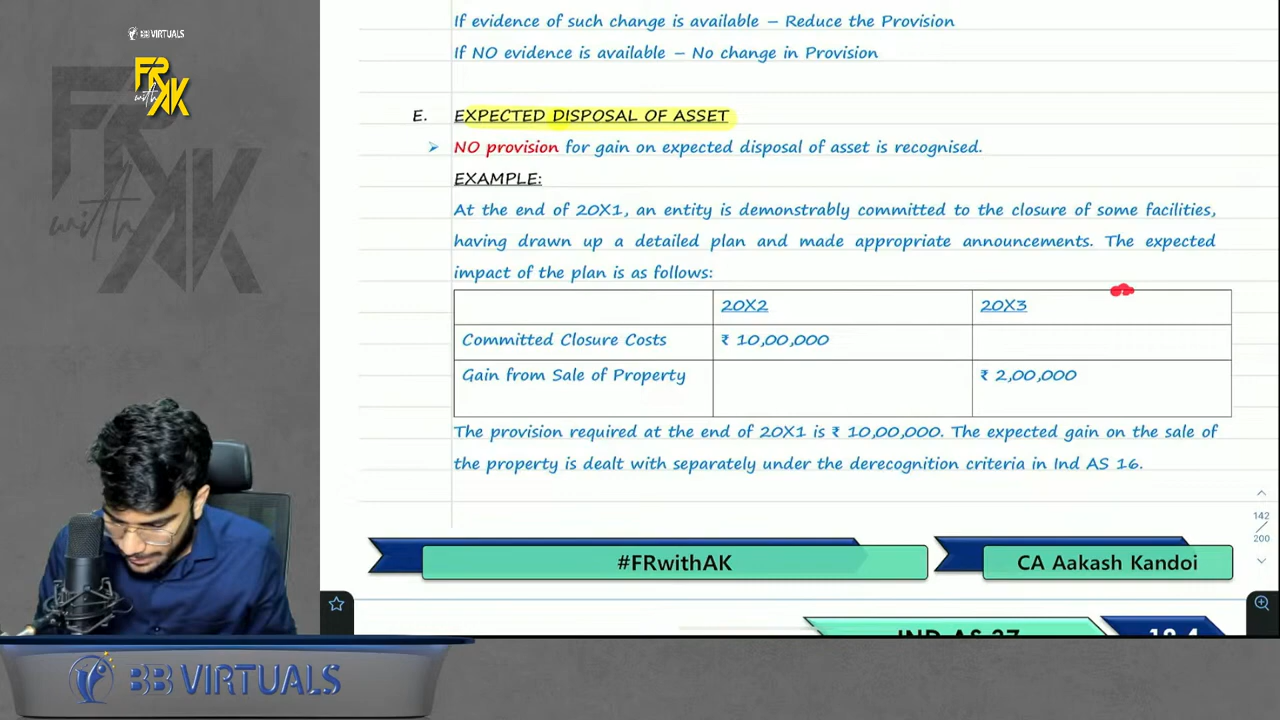 BB VIRTUALS
FR
with AK
If evidence of such change is available – Reduce the Provision
If NO evidence is available – No change in Provision
E. EXPECTED DISPOSAL OF ASSET
➢ NO provision for gain on expected disposal of asset is recognised.
EXAMPLE:
At the end of 20X1, an entity is demonstrably committed to the closure of some facilities,
having drawn up a detailed plan and made appropriate announcements. The expected
impact of the plan is as follows:
20X2 20X3
Committed Closure Costs ₹ 10,00,000
Gain from Sale of Property ₹ 2,00,000
The provision required at the end of 20X1 is ₹ 10,00,000. The expected gain on the sale of
the property is dealt with separately under the derecognition criteria in Ind AS 16.
142
/
200
#FRwithAK CA Aakash Kandoi
FR
with AK
BB VIRTUALS